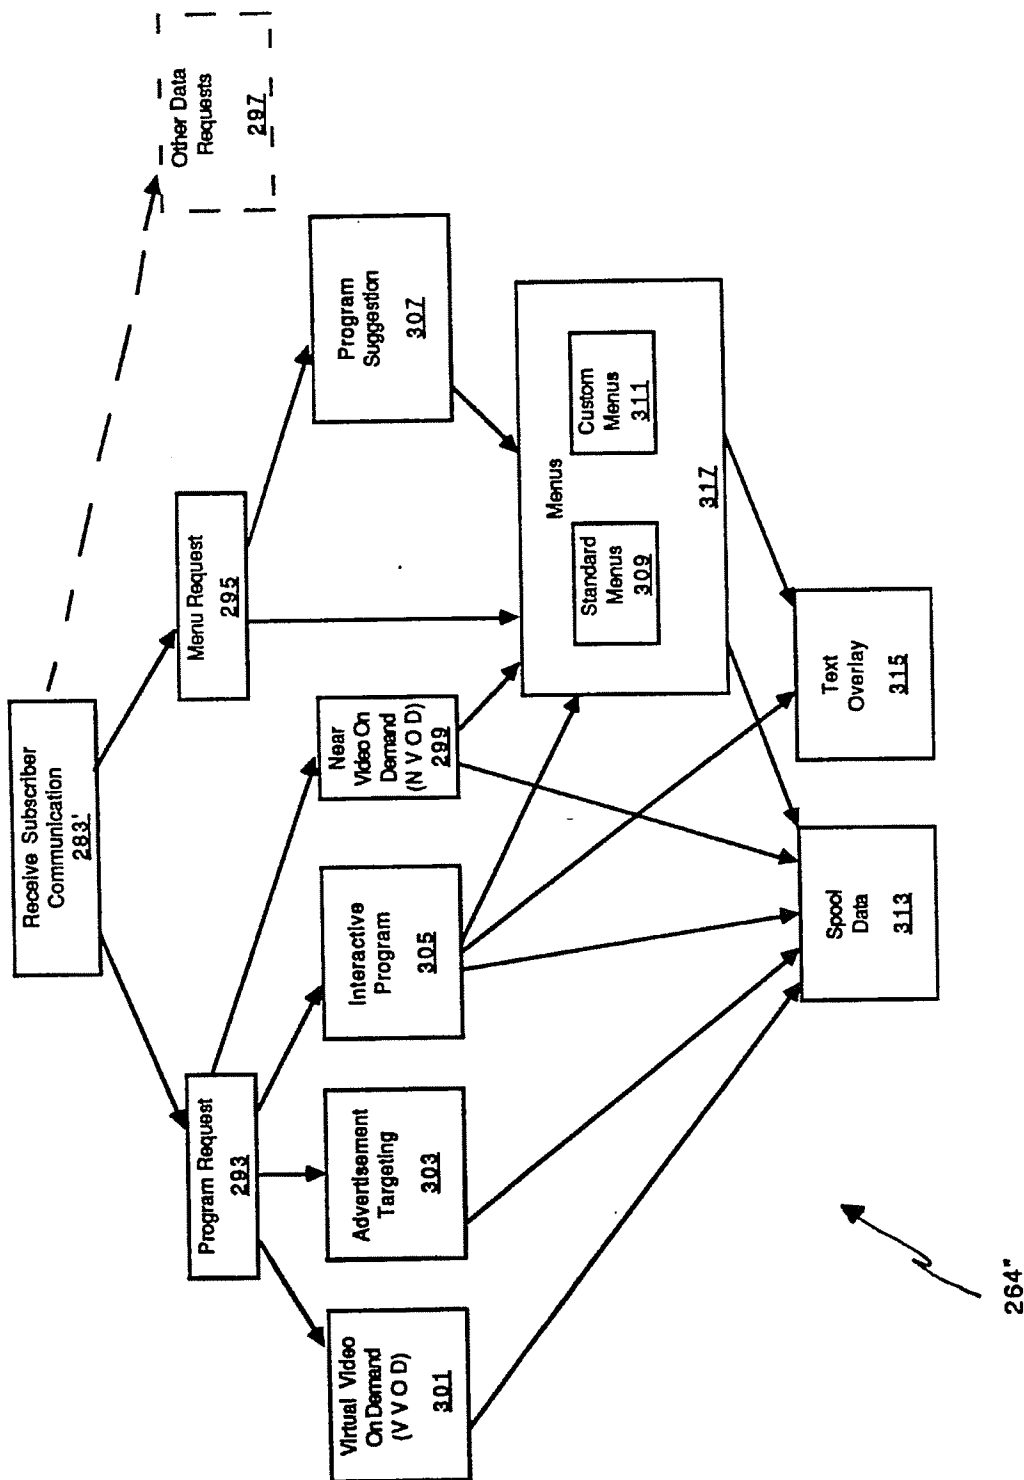 Receive Subscriber
Communication
283'
Other Data
Requests
297
Program Request
293
Menu Request
295
Virtual Video
On Demand
(V V O D)
301
Advertisement
Targeting
303
Interactive
Program
305
Near
Video On
Demand
(N V O D)
299
Program
Suggestion
307
Menus
Standard
Menus
309
Custom
Menus
311
317
Spool
Data
313
Text
Overlay
315
264"